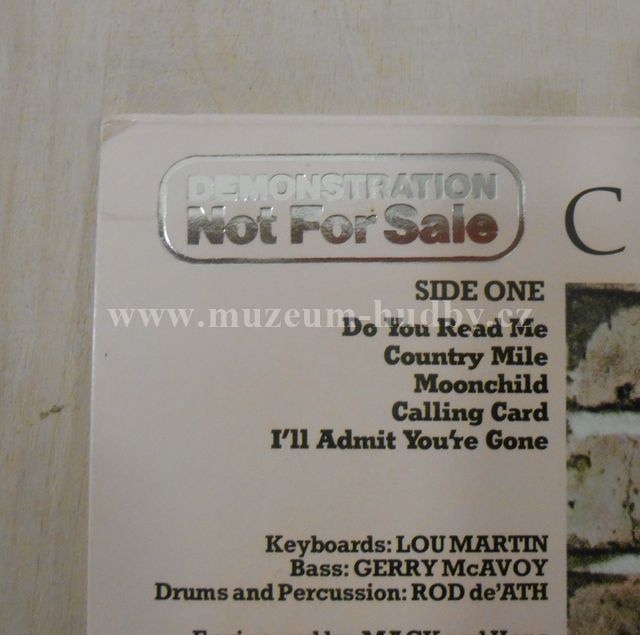 DEMONSTRATION
Not For Sale
C
SIDE ONE
www.muzeum-hudby.cz
Do You Read Me
Country Mile
Moonchild
Calling Card
I'll Admit You're Gone
Keyboards: LOU MARTIN
Bass: GERRY McAVOY
Drums and Percussion: ROD de'ATH